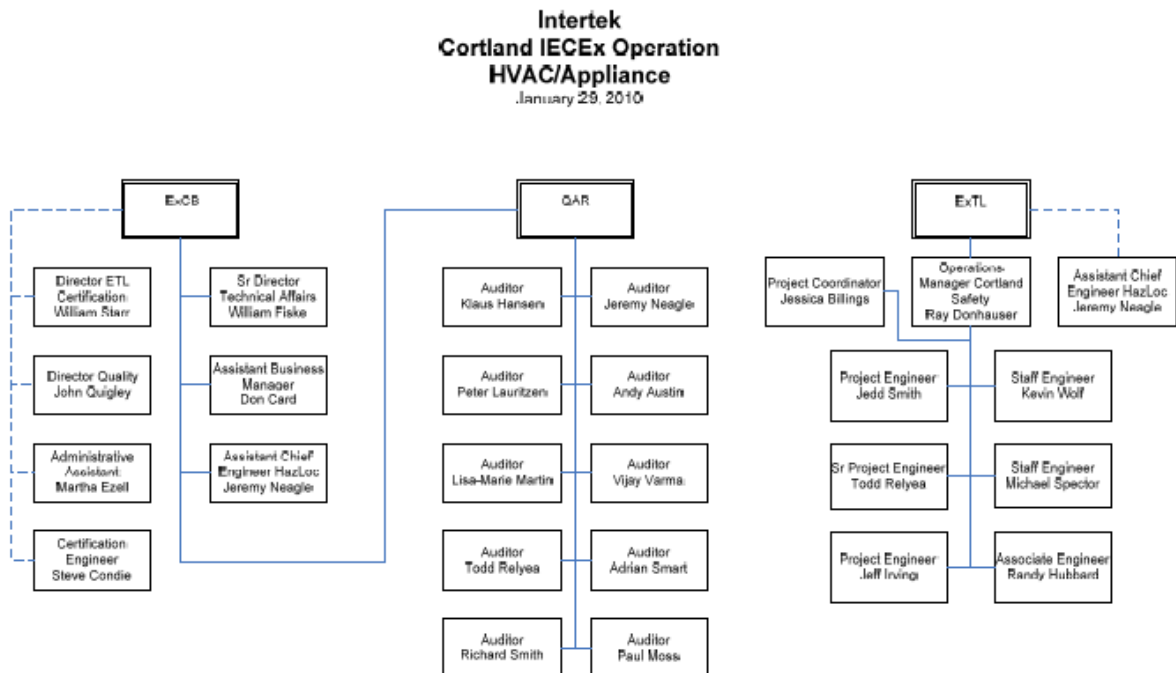 Intertek
Cortland IECEx Operation
HVAC/Appliance
January 29, 2010
ExCB
QAR
ExTL
Director ETL
Certification
William Starr
Sr Director
Technical Affairs
William Fiske
Director Quality
John Quigley
Assistant Business
Manager
Don Card
Administrative
Assistant
Martha Ezell
Assistant Chief
Engineer HazLoc
Jeremy Neagle
Certification
Engineer
Steve Condie
Auditor
Klaus Hansen
Auditor
Jeremy Neagle
Auditor
Peter Lauritzen
Auditor
Andy Austin
Auditor
Lisa-Marie Martin
Auditor
Vijay Varma
Auditor
Todd Relyea
Auditor
Adrian Smart
Auditor
Richard Smith
Auditor
Paul Moss
Project Coordinator
Jessica Billings
Operations
Manager Cortland
Safety
Ray Donhauser
Assistant Chief
Engineer HazLoc
Jeremy Neagle
Project Engineer
Jedd Smith
Staff Engineer
Kevin Wolf
Sr Project Engineer
Todd Relyea
Staff Engineer
Michael Spector
Project Engineer
Jeff Irving
Associate Engineer
Randy Hubbard